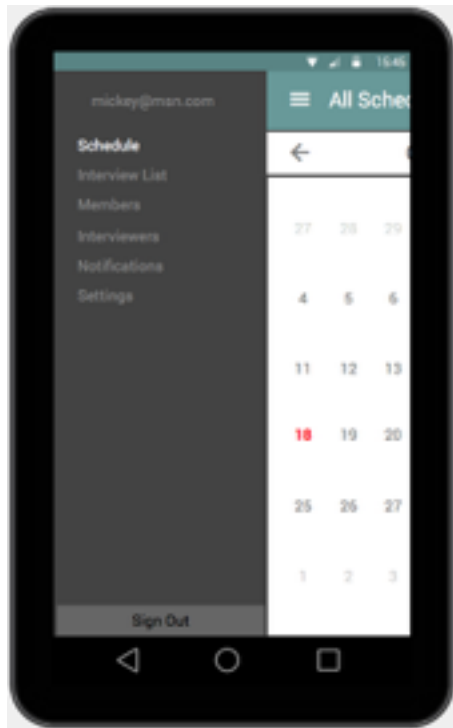 15:45
mickey@msn.com
All Sched
Schedule
Interview List
Members
Interviewers
Notifications
Settings
27 28 29
4 5 6
11 12 13
18 19 20
25 26 27
1 2 3
Sign Out